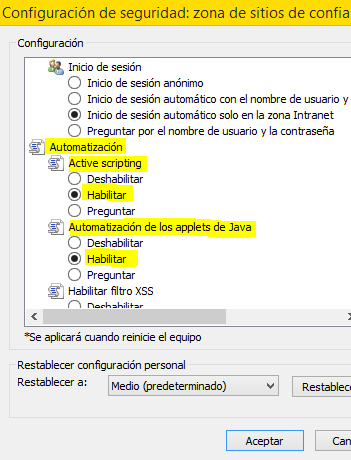 Configuración de seguridad: zona de sitios de confia
Configuración
Inicio de sesión
Inicio de sesión anónimo
Inicio de sesión automático con el nombre de usuario y
Inicio de sesión automático solo en la zona Intranet
Preguntar por el nombre de usuario y la contraseña
Automatización
Active scripting
Deshabilitar
Habilitar
Preguntar
Automatización de los applets de Java
Deshabilitar
Habilitar
Preguntar
Habilitar filtro XSS
Deshabilitar
*Se aplicará cuando reinicie el equipo
Restablecer configuración personal
Restablecer a: Medio (predeterminado) Restablece
Aceptar Can